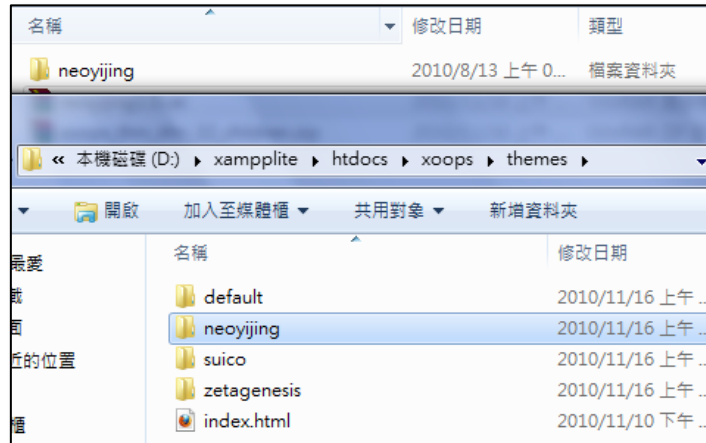 名稱 修改日期 類型
neoyijing 2010/8/13 上午 0... 檔案資料夾
« 本機磁碟 (D:) ▸ xampplite ▸ htdocs ▸ xoops ▸ themes ▸
開啟 加入至媒體櫃 ▼ 共用對象 ▼ 新增資料夾
最愛 名稱 修改日期
載 default 2010/11/16 上午 ...
面 neoyijing 2010/11/16 上午 ...
近的位置 suico 2010/11/16 上午 ...
zetagenesis 2010/11/16 上午 ...
櫃 index.html 2010/11/10 下午 ...